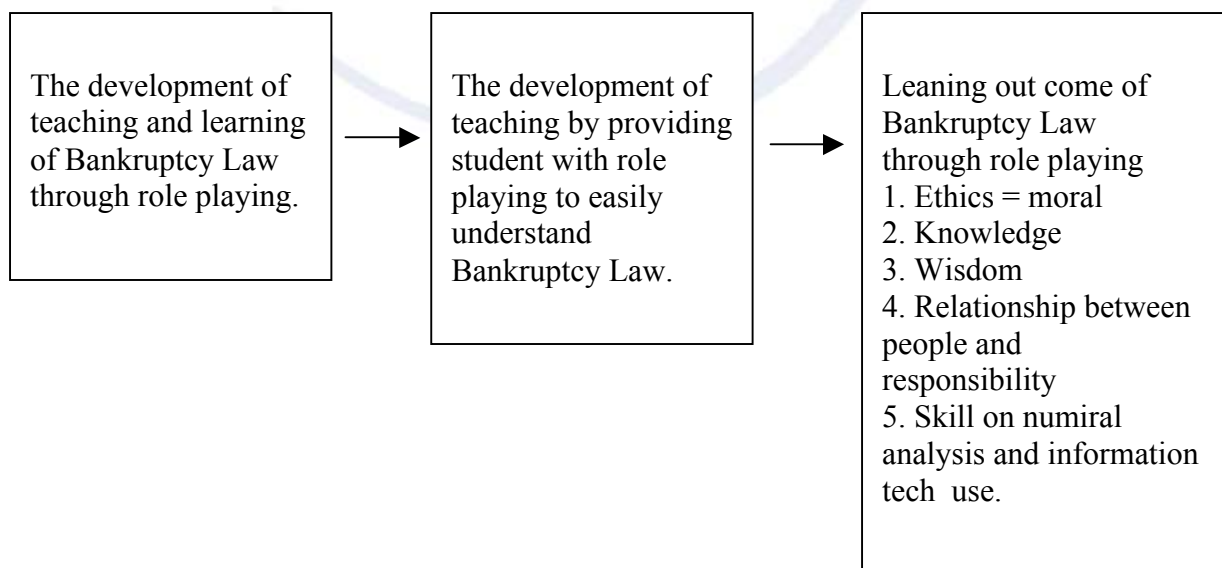 The development of
teaching and learning
of Bankruptcy Law
through role playing.
The development of
teaching by providing
student with role
playing to easily
understand
Bankruptcy Law.
Leaning out come of
Bankruptcy Law
through role playing
1. Ethics = moral
2. Knowledge
3. Wisdom
4. Relationship between
people and
responsibility
5. Skill on numiral
analysis and information
tech  use.